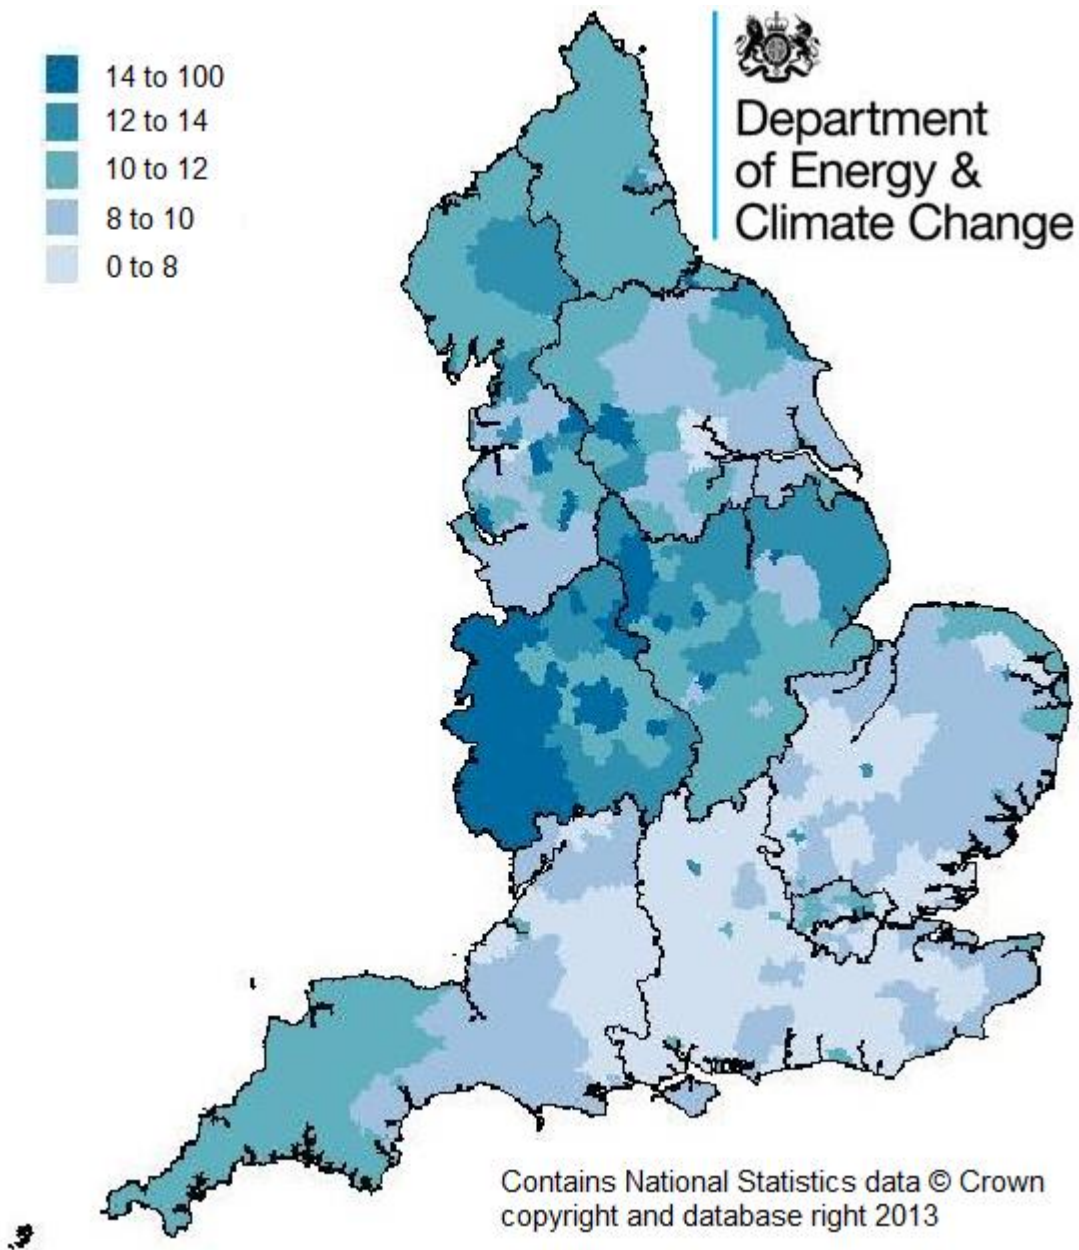 14 to 100
12 to 14
10 to 12
8 to 10
0 to 8
Department
of Energy &
Climate Change
Contains National Statistics data © Crown
copyright and database right 2013